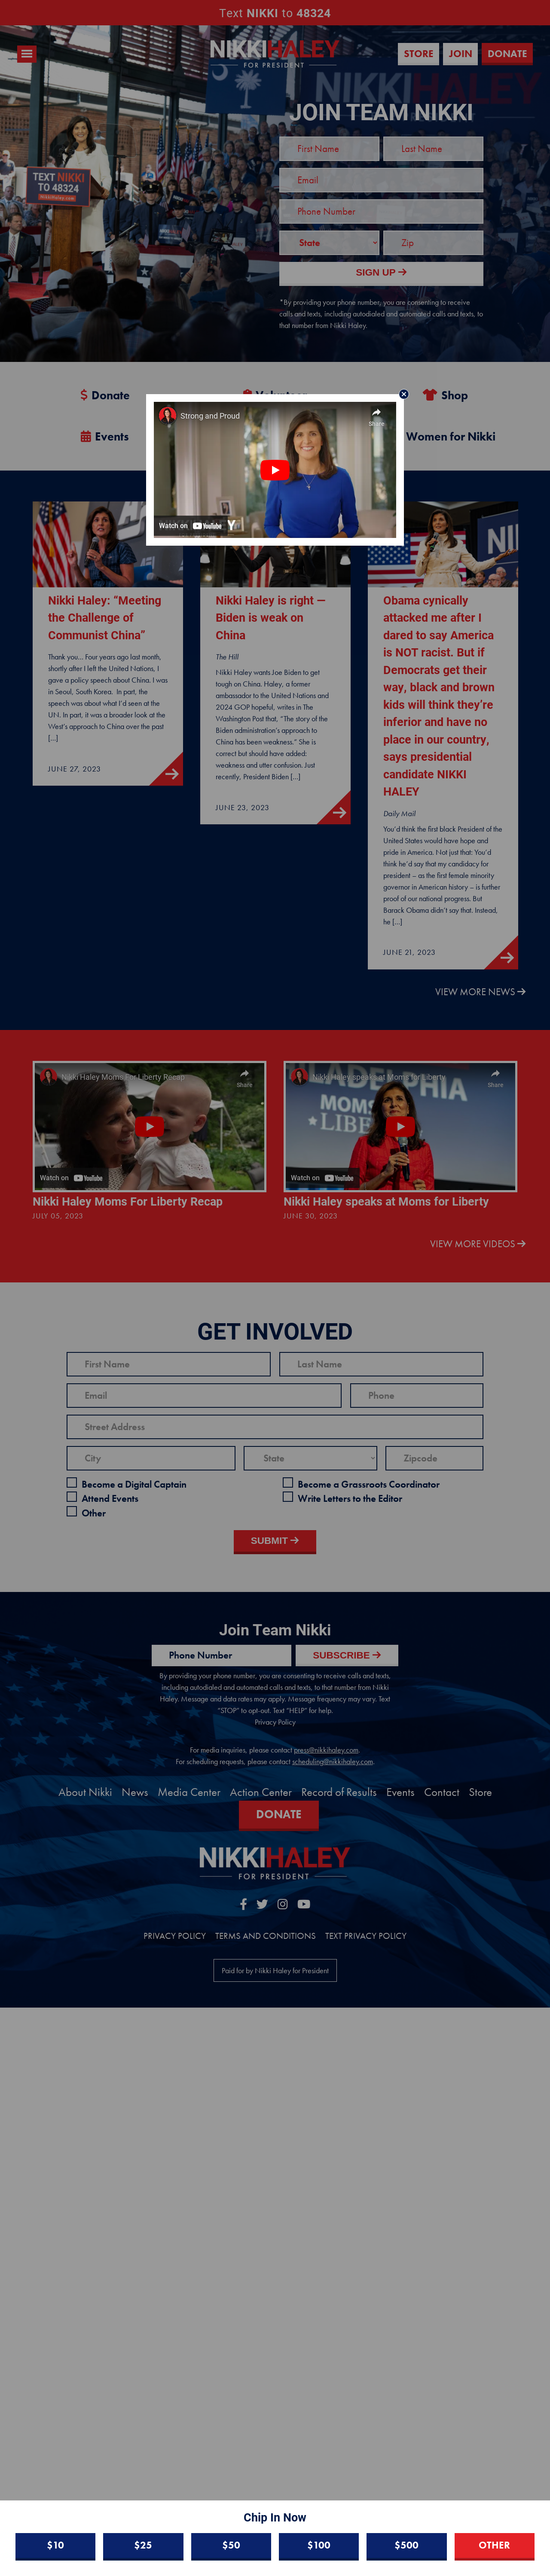 Text NIKKI to 48324
NIKKIHALEY
FOR PRESIDENT
STORE
JOIN
DONATE
NIKKIHALEY
JOIN TEAM NIKKI
TEXT NIKKI
TO 48324
First Name
Last Name
Email
Phone Number
State
Zip
SIGN UP
*By providing your phone number, you are consenting to receive
calls and texts, including autodialed and automated calls and texts, to
that number from Nikki Haley.
Donate
Shop
Events
Women for Nikki
Strong and Proud
Share
Watch on YouTube
Nikki Haley: “Meeting
the Challenge of
Communist China”
Thank you… Four years ago last month,
shortly after I left the United Nations, I
gave a policy speech about China. I was
in Seoul, South Korea. In part, the
speech was about what I’d seen at the
UN. In part, it was a broader look at the
West’s approach to China over the past
[…]
JUNE 27, 2023
Nikki Haley is right —
Biden is weak on
China
The Hill
Nikki Haley wants Joe Biden to get
tough on China. Haley, a former
ambassador to the United Nations and
2024 GOP hopeful, writes in The
Washington Post that, “The story of the
Biden administration’s approach to
China has been weakness.” She is
correct but should have added:
weakness and utter confusion. Just
recently, President Biden […]
JUNE 23, 2023
Obama cynically
attacked me after I
dared to say America
is NOT racist. But if
Democrats get their
way, black and brown
kids will think they’re
inferior and have no
place in our country,
says presidential
candidate NIKKI
HALEY
Daily Mail
You’d think the first black President of the
United States would have hope and
pride in America. Not just that: You’d
think he’d say that my candidacy for
president – as the first female minority
governor in American history – is further
proof of our national progress. But
Barack Obama didn’t say that. Instead,
he […]
JUNE 21, 2023
VIEW MORE NEWS
Nikki Haley Moms For Liberty Recap
Share
Watch on YouTube
Nikki Haley speaks at Moms for Liberty
Share
Watch on YouTube
Nikki Haley Moms For Liberty Recap
JULY 05, 2023
Nikki Haley speaks at Moms for Liberty
JUNE 30, 2023
VIEW MORE VIDEOS
GET INVOLVED
First Name
Last Name
Email
Phone
Street Address
City
State
Zipcode
Become a Digital Captain
Become a Grassroots Coordinator
Attend Events
Write Letters to the Editor
Other
SUBMIT
Join Team Nikki
Phone Number
SUBSCRIBE
By providing your phone number, you are consenting to receive calls and texts,
including autodialed and automated calls and texts, to that number from Nikki
Haley. Message and data rates may apply. Message frequency may vary. Text
“STOP” to opt-out. Text “HELP” for help.
Privacy Policy
For media inquiries, please contact press@nikkihaley.com.
For scheduling requests, please contact scheduling@nikkihaley.com.
About Nikki
News
Media Center
Action Center
Record of Results
Events
Contact
Store
DONATE
NIKKIHALEY
FOR PRESIDENT
PRIVACY POLICY
TERMS AND CONDITIONS
TEXT PRIVACY POLICY
Paid for by Nikki Haley for President
Chip In Now
$10
$25
$50
$100
$500
OTHER